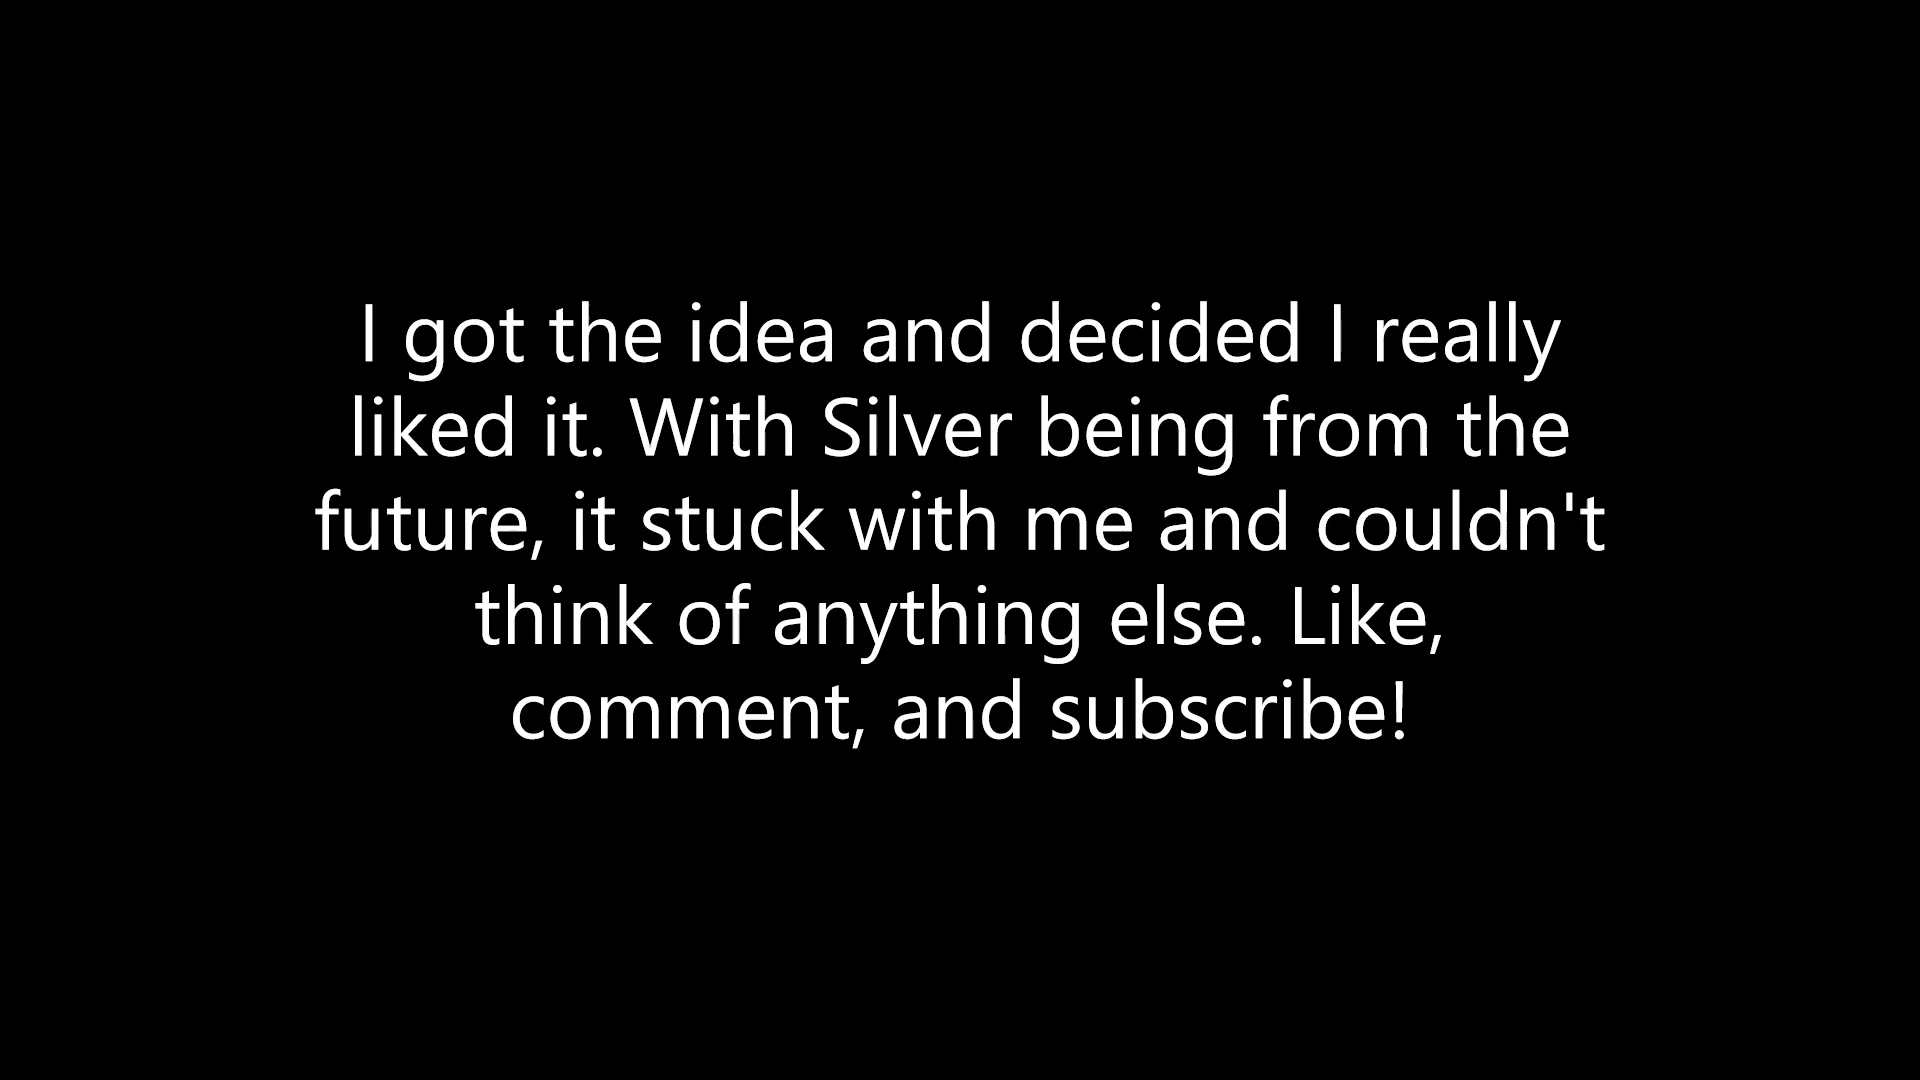 I got the idea and decided I really
liked it. With Silver being from the
future, it stuck with me and couldn't
think of anything else. Like,
comment, and subscribe!